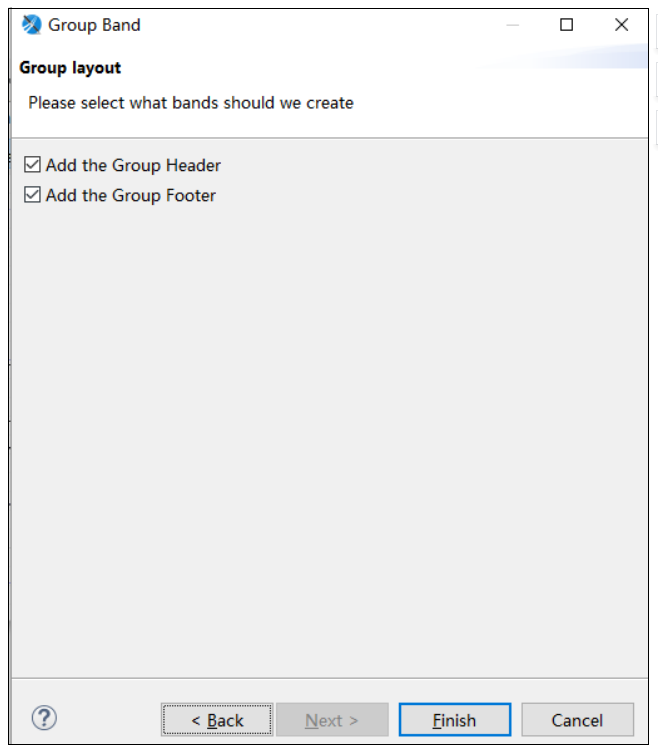 Group Band
Group layout
Please select what bands should we create
Add the Group Header
Add the Group Footer
? < Back Next > Finish Cancel